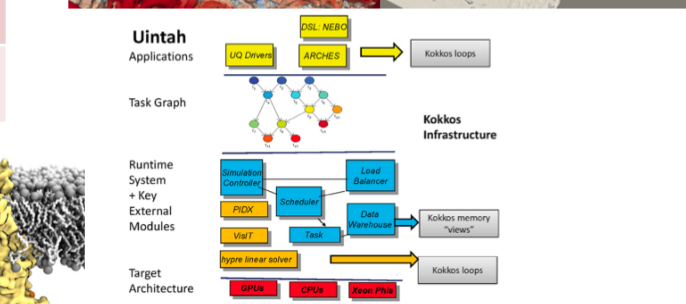 DSL: NEBO
Uintah
Applications
UQ Drivers
ARCHES
Kokkos loops
Task Graph
Kokkos
Infrastructure
Runtime
System
+ Key
External
Modules
Simulation
Controller
Load
Balancer
Scheduler
PIDX
Data
Warehouse
Kokkos memory
"views"
VisIT
Task
hypre linear solver
Kokkos loops
Target
Architecture
GPUs
CPUs
Xeon Phis